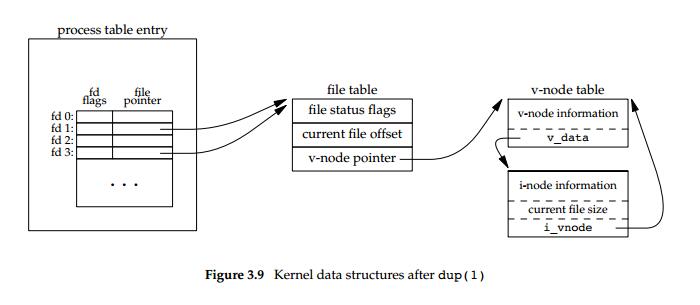 process table entry
fd
flags
file
pointer
fd 0:
fd 1:
fd 2:
fd 3:
. . .
file table
file status flags
current file offset
v-node pointer
v-node table
v-node information
v_data
i-node information
current file size
i_vnode
Figure 3.9 Kernel data structures after dup(1)